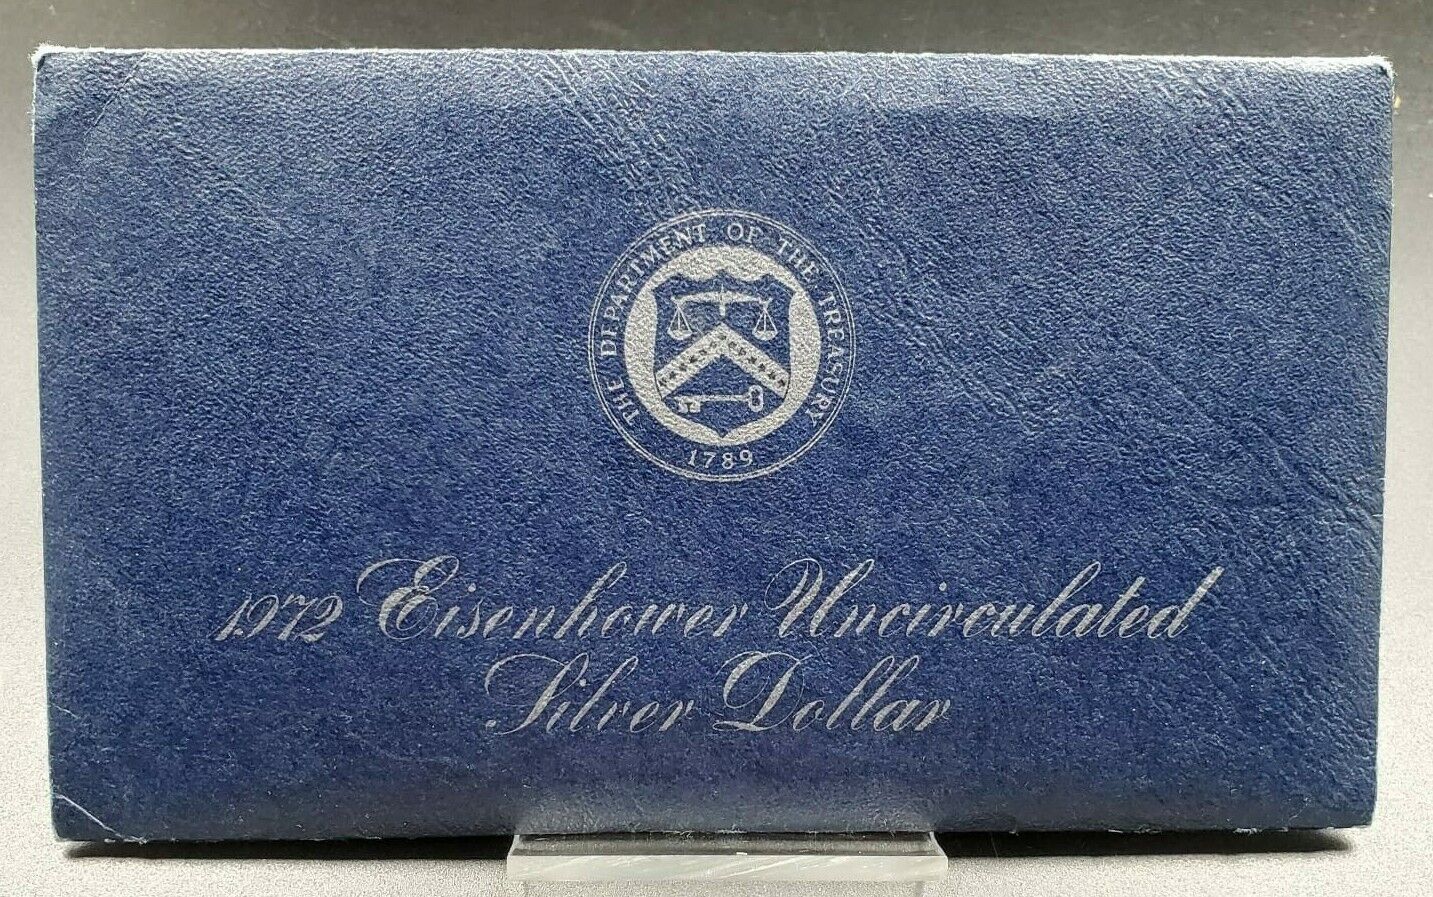 THE DEPARTMENT OF THE TREASURY
1789
1972 Eisenhower Uncirculated
Silver Dollar